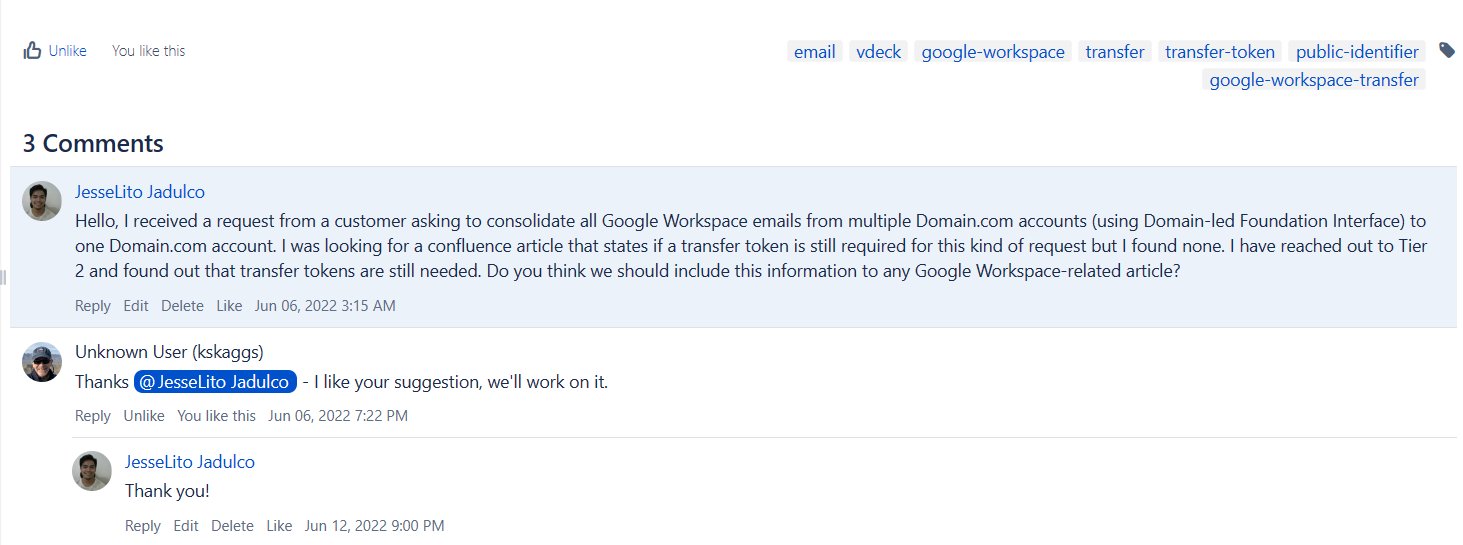 Unlike You like this
email vdeck google-workspace transfer transfer-token public-identifier
google-workspace-transfer
3 Comments
JesseLito Jadulco
Hello, I received a request from a customer asking to consolidate all Google Workspace emails from multiple Domain.com accounts (using Domain-led Foundation Interface) to
one Domain.com account. I was looking for a confluence article that states if a transfer token is still required for this kind of request but I found none. I have reached out to Tier
2 and found out that transfer tokens are still needed. Do you think we should include this information to any Google Workspace-related article?
Reply Edit Delete Like Jun 06, 2022 3:15 AM
Unknown User (kskaggs)
Thanks @JesseLito Jadulco - I like your suggestion, we'll work on it.
Reply Unlike You like this Jun 06, 2022 7:22 PM
JesseLito Jadulco
Thank you!
Reply Edit Delete Like Jun 12, 2022 9:00 PM